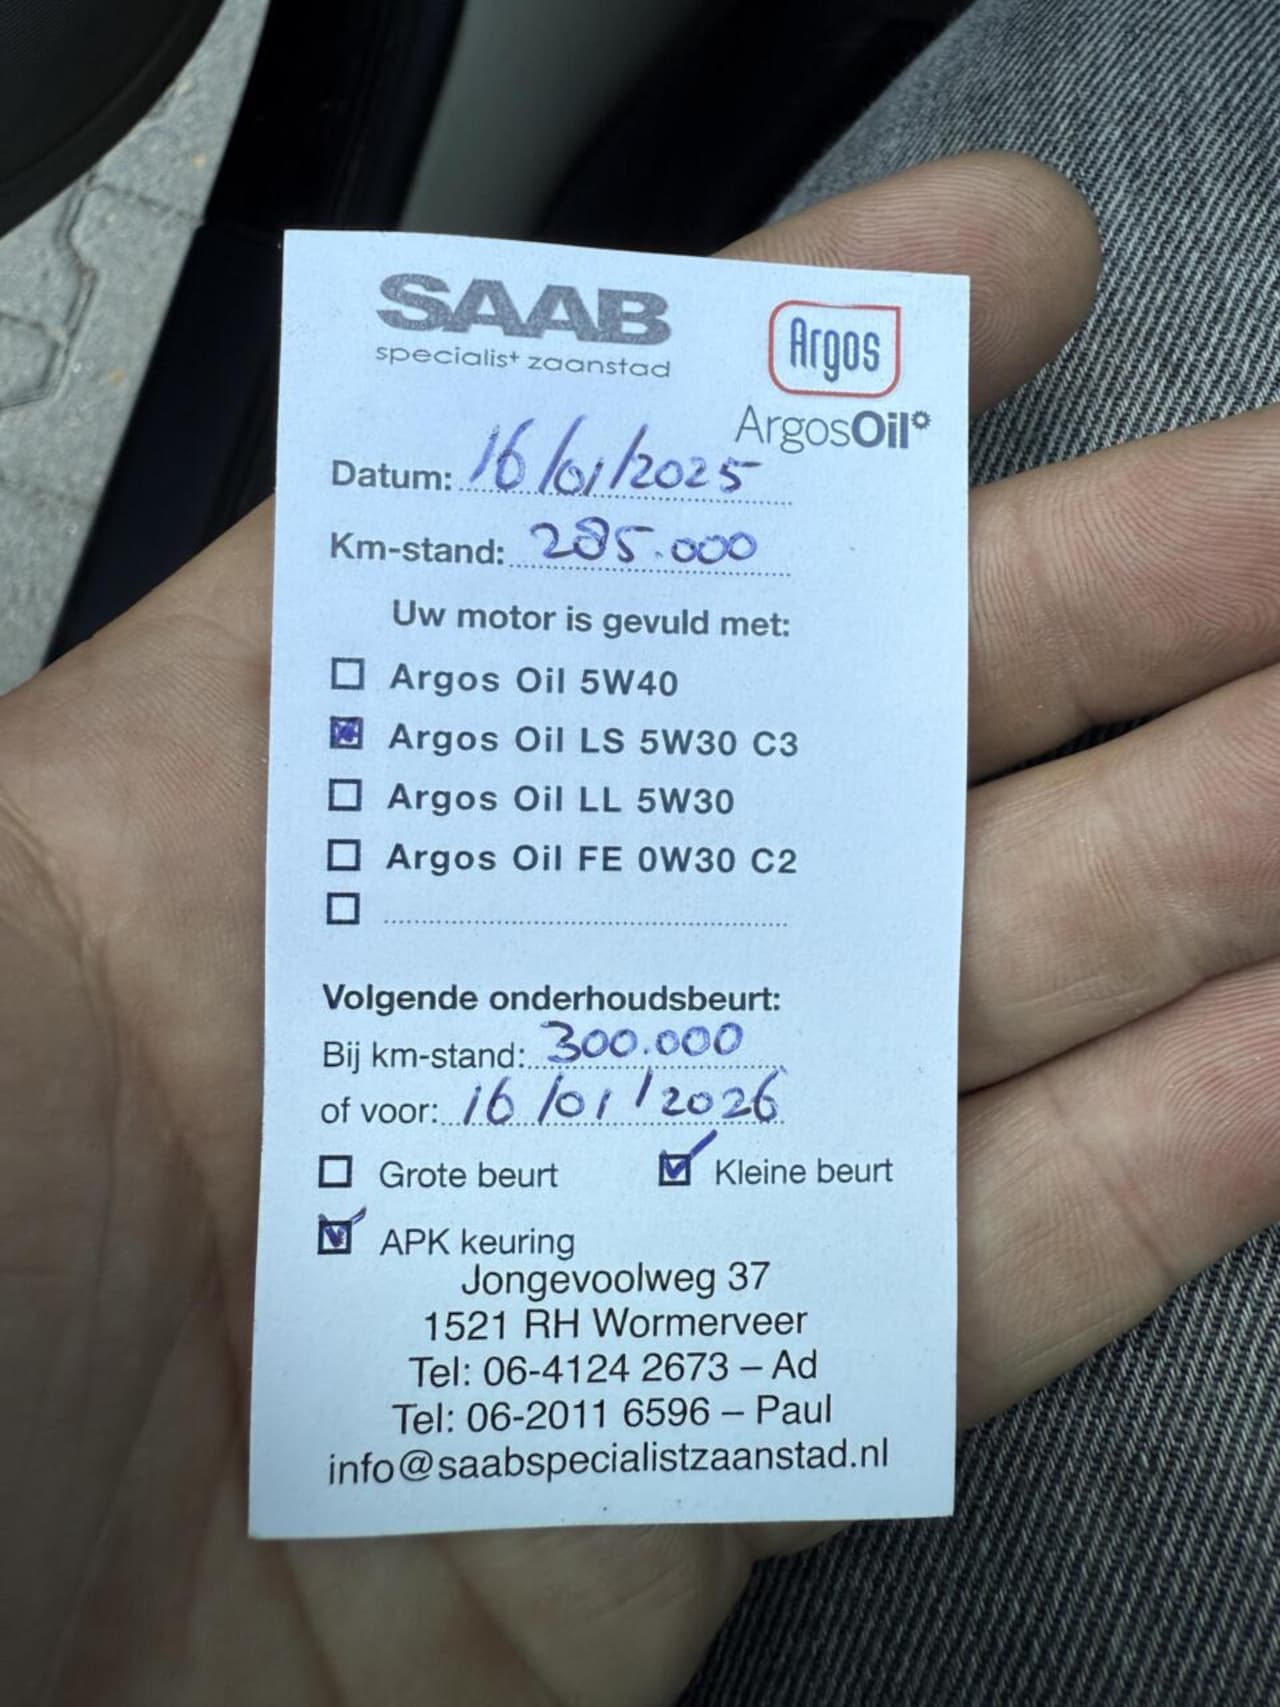 SAAB
specialist zaanstad
Argos
ArgosOil
Datum: 16/01/2025
Km-stand: 285.000
Uw motor is gevuld met:
☐ Argos Oil 5W40
☒ Argos Oil LS 5W30 C3
☐ Argos Oil LL 5W30
☐ Argos Oil FE 0W30 C2
☐
Volgende onderhoudsbeurt:
Bij km-stand: 300.000
of voor: 16/01/2026
☐ Grote beurt ☑ Kleine beurt
☑ APK keuring
Jongevoolweg 37
1521 RH Wormerveer
Tel: 06-4124 2673 – Ad
Tel: 06-2011 6596 – Paul
info@saabspecialistzaanstad.nl